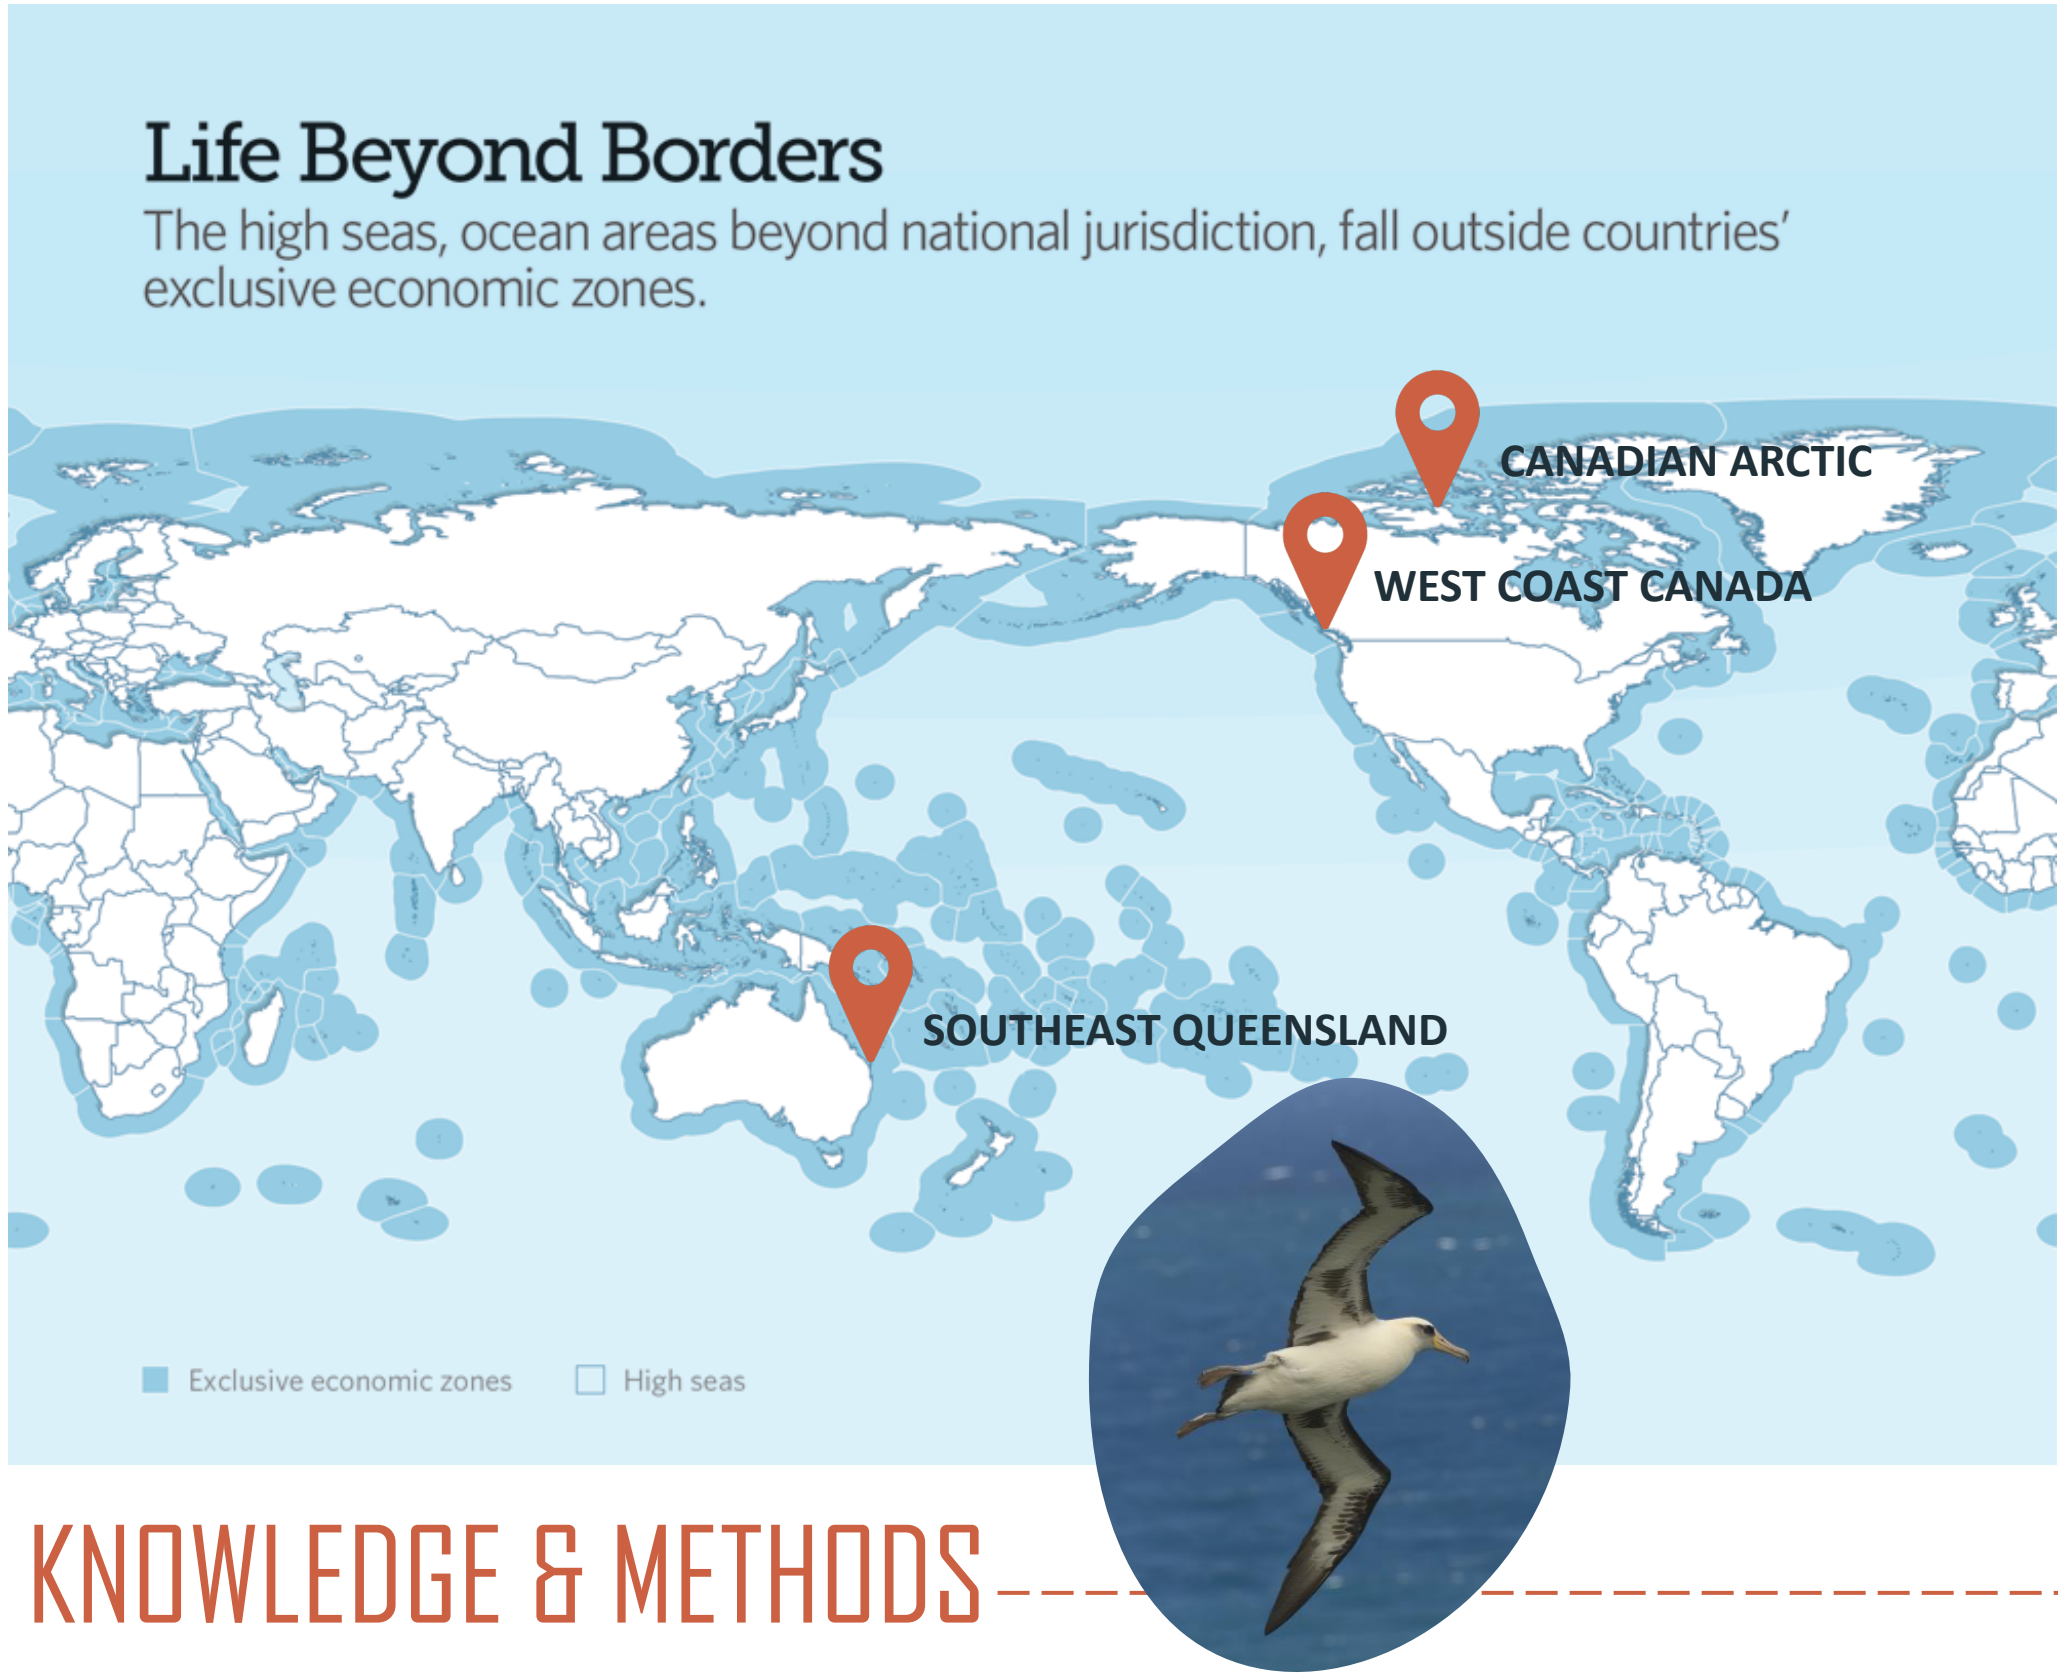 Life Beyond Borders
The high seas, ocean areas beyond national jurisdiction, fall outside countries’
exclusive economic zones.
CANADIAN ARCTIC
WEST COAST CANADA
SOUTHEAST QUEENSLAND
Exclusive economic zones
High seas
KNOWLEDGE & METHODS